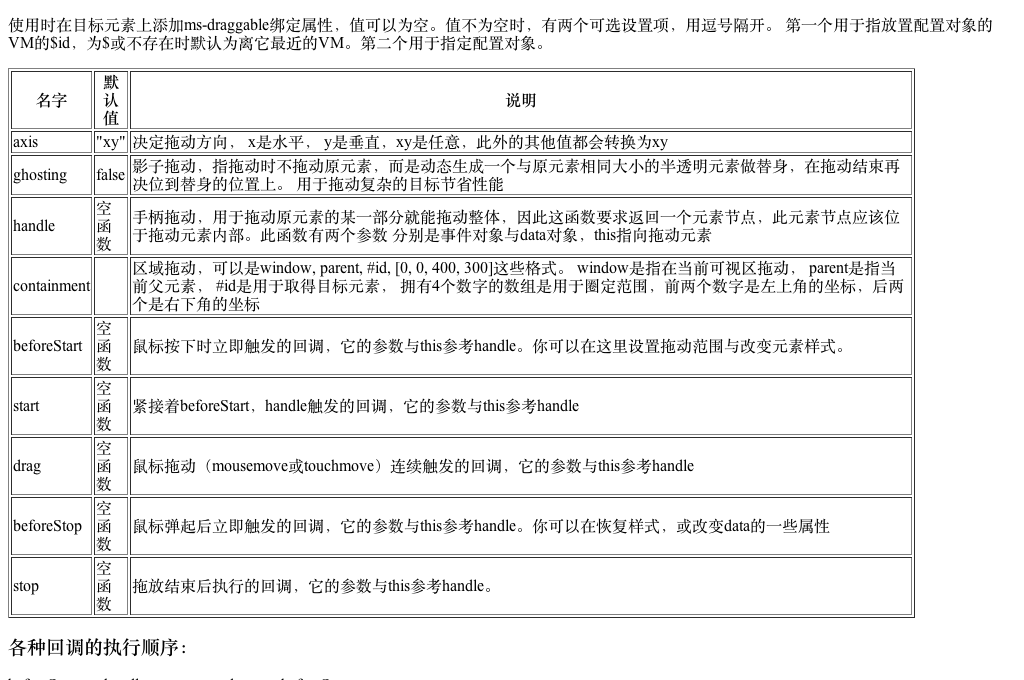 使用时在目标元素上添加ms-draggable绑定属性，值可以为空。值不为空时，有两个可选设置项，用逗号隔开。 第一个用于指放置配置对象的
VM的$id，为$或不存在时默认为离它最近的VM。第二个用于指定配置对象。
名字 默认值 说明
axis "xy" 决定拖动方向， x是水平， y是垂直，xy是任意，此外的其他值都会转换为xy
ghosting false 影子拖动，指拖动时不拖动原元素，而是动态生成一个与原元素相同大小的半透明元素做替身，在拖动结束再
决位到替身的位置上。 用于拖动复杂的目标节省性能
handle 空函数 手柄拖动，用于拖动原元素的某一部分就能拖动整体，因此这函数要求返回一个元素节点，此元素节点应该位
于拖动元素内部。此函数有两个参数 分别是事件对象与data对象，this指向拖动元素
containment 区域拖动，可以是window, parent, #id, [0, 0, 400, 300]这些格式。 window是指在当前可视区拖动， parent是指当
前父元素， #id是用于取得目标元素， 拥有4个数字的数组是用于圈定范围，前两个数字是左上角的坐标，后两
个是右下角的坐标
beforeStart 空函数 鼠标按下时立即触发的回调，它的参数与this参考handle。你可以在这里设置拖动范围与改变元素样式。
start 空函数 紧接着beforeStart，handle触发的回调，它的参数与this参考handle
drag 空函数 鼠标拖动（mousemove或touchmove）连续触发的回调，它的参数与this参考handle
beforeStop 空函数 鼠标弹起后立即触发的回调，它的参数与this参考handle。你可以在恢复样式，或改变data的一些属性
stop 空函数 拖放结束后执行的回调，它的参数与this参考handle。
各种回调的执行顺序：